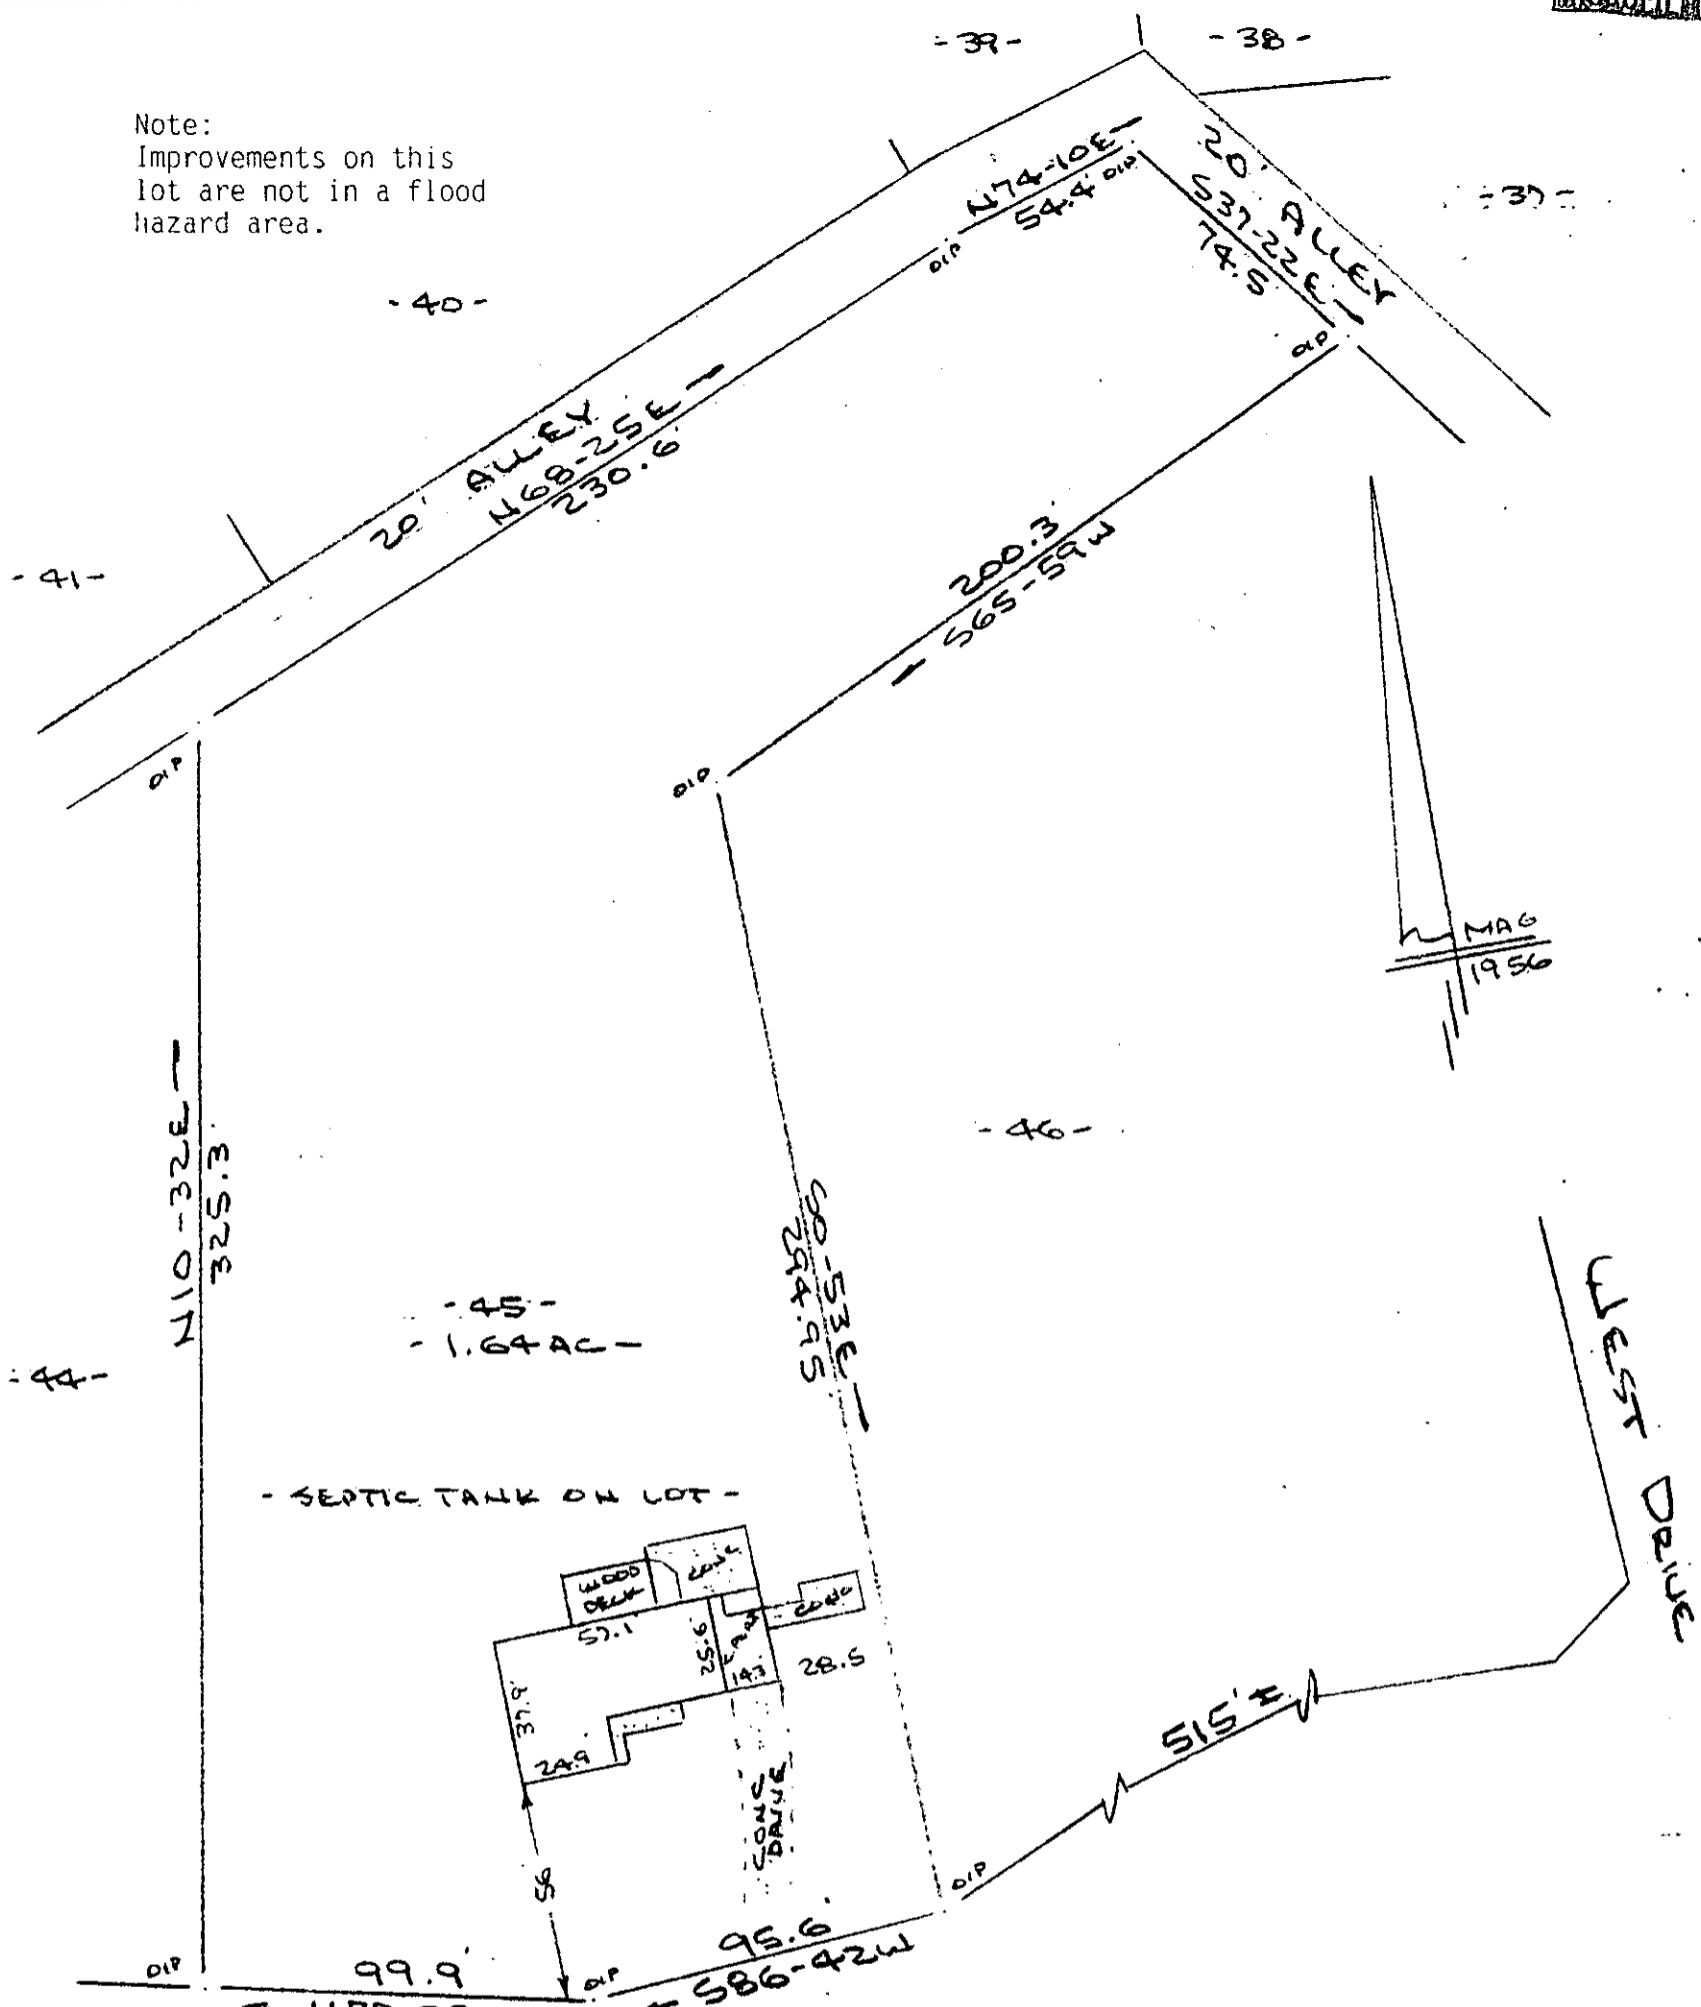 - 39 -
- 38 -
Note:
Improvements on this
lot are not in a flood
hazard area.
N74-10E
54.4'
OIP
20' ALLEY
S37-22E
74.5
- 37 -
OIP
- 40 -
OIP
20' ALLEY
N68-25E
230.6'
200.3'
S65-59W
- 41 -
OIP
OIP
MAG
1956
- 46 -
N10-32E
325.3'
S0-53E
294.95
- 45 -
- 1.64 AC -
- 44 -
WEST DRIVE
- SEPTIC TANK ON LOT -
WOOD
DECK
CONC
CONC
57.1'
25.6
14.3
28.5
37.9'
24.9'
515' ±
CONC
DRIVE
56
OIP
95.6'
S86-42W
OIP
99.9'
OIP